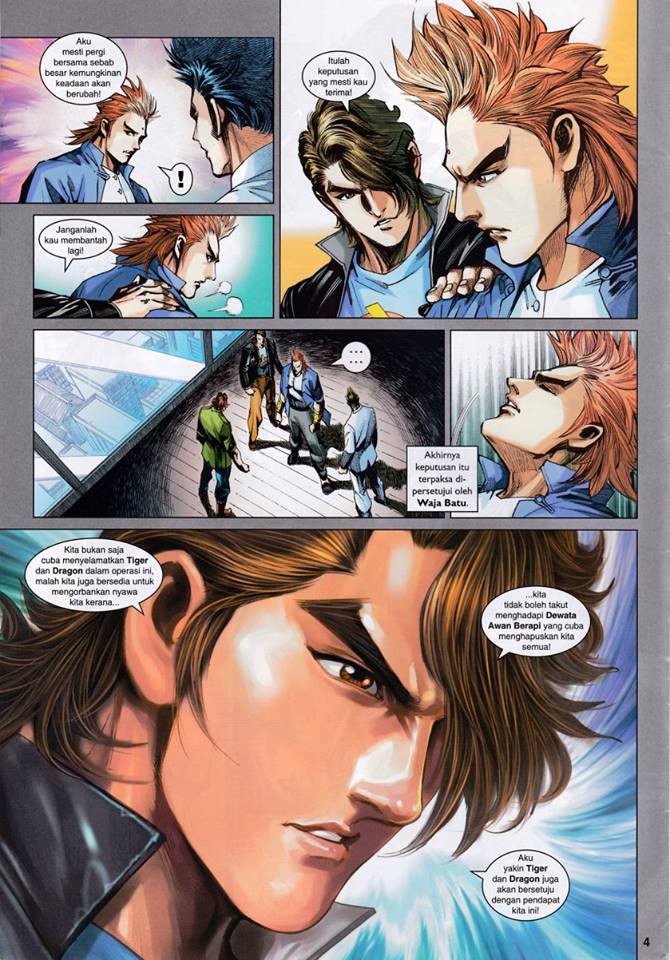 Aku
mesti pergi
bersama sebab
besar kemungkinan
keadaan akan
berubah!
!
Itulah
keputusan
yang mesti kau
terima!
Janganlah
kau membantah
lagi!
...
...
Akhirnya
keputusan itu
terpaksa di-
persetujui oleh
Waja Batu.
Kita bukan saja
cuba menyelamatkan Tiger
dan Dragon dalam operasi ini,
malah kita juga bersedia untuk
mengorbankan nyawa
kita kerana...
...kita
tidak boleh takut
menghadapi Dewata
Awan Berapi yang cuba
menghapuskan kita
semua!
Aku
yakin Tiger
dan Dragon juga
akan bersetuju
dengan pendapat
kita ini!
4